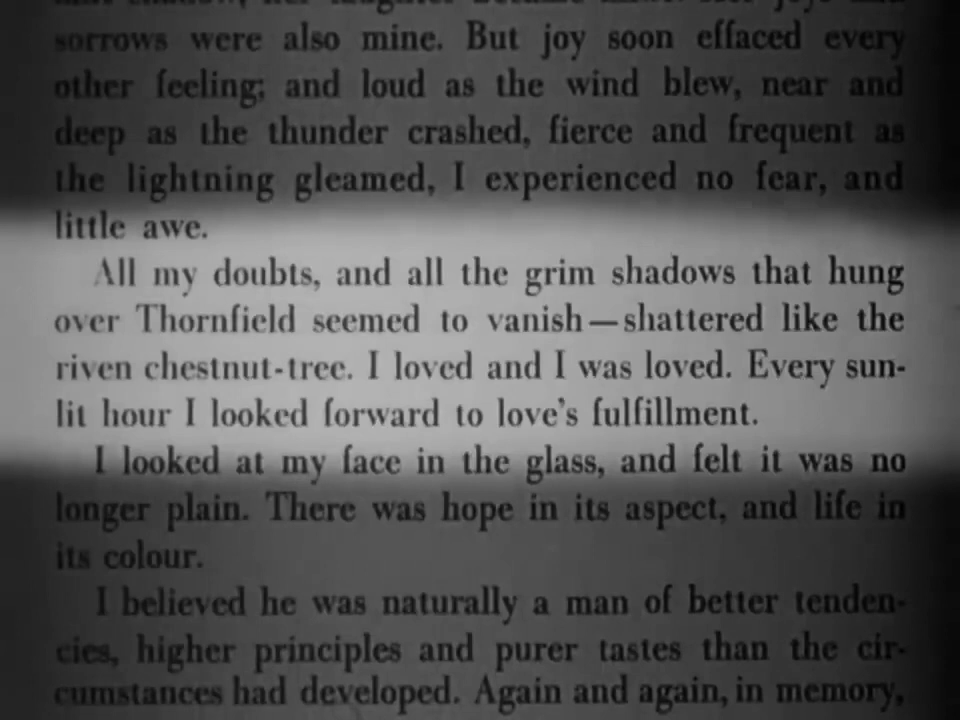 sorrows were also mine. But joy soon effaced every
other feeling; and loud as the wind blew, near and
deep as the thunder crashed, fierce and frequent as
the lightning gleamed, I experienced no fear, and
little awe.
All my doubts, and all the grim shadows that hung
over Thornfield seemed to vanish—shattered like the
riven chestnut-tree. I loved and I was loved. Every sun-
lit hour I looked forward to love's fulfillment.
I looked at my face in the glass, and felt it was no
longer plain. There was hope in its aspect, and life in
its colour.
I believed he was naturally a man of better tenden-
cies, higher principles and purer tastes than the cir-
cumstances had developed. Again and again, in memory,